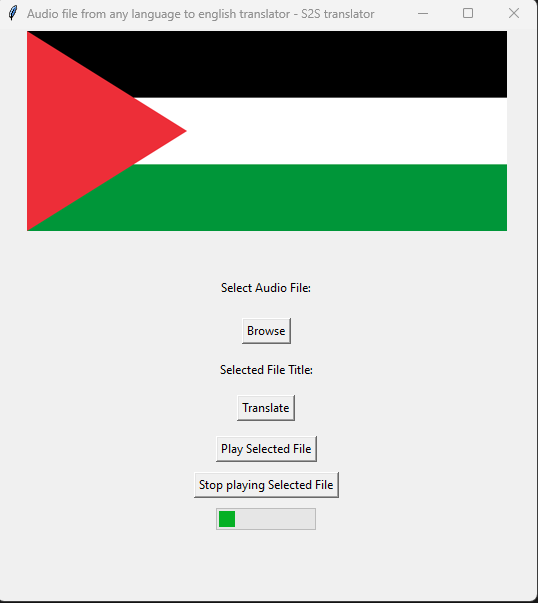 Audio file from any language to english translator - S2S translator
Select Audio File:
Browse
Selected File Title:
Translate
Play Selected File
Stop playing Selected File